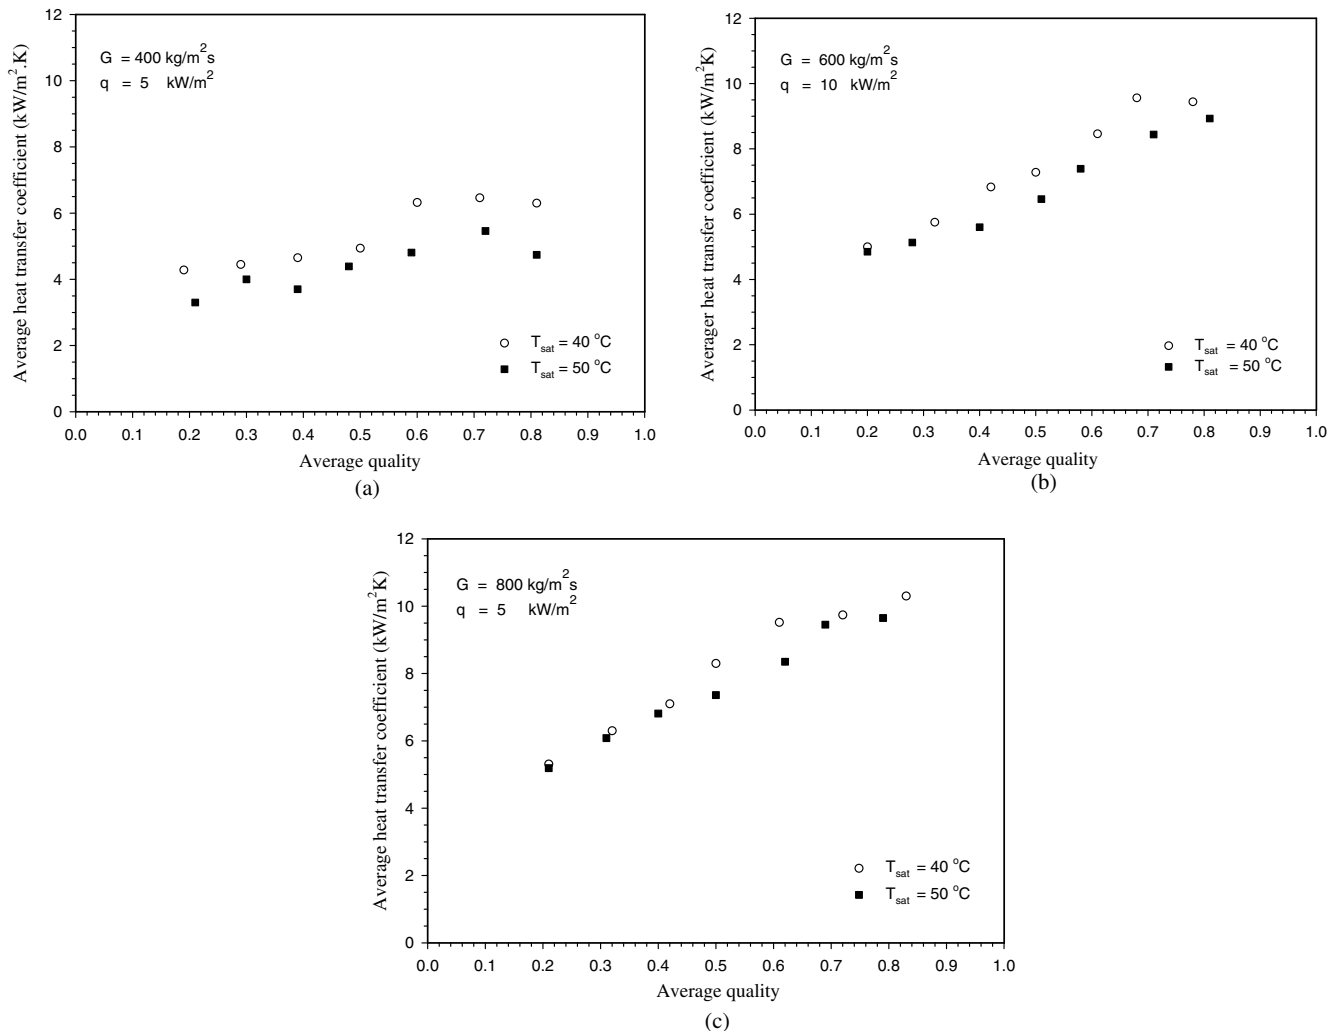 Average heat transfer coefficient (kW/m².K)
12
10
8
6
4
2
0
G = 400 kg/m²s
q = 5 kW/m²
T_sat = 40 °C
T_sat = 50 °C
0.0 0.1 0.2 0.3 0.4 0.5 0.6 0.7 0.8 0.9 1.0
Average quality
(a)
Averager heat transfer coefficient (kW/m²K)
12
10
8
6
4
2
0
G = 600 kg/m²s
q = 10 kW/m²
T_sat = 40 °C
T_sat = 50 °C
0.0 0.1 0.2 0.3 0.4 0.5 0.6 0.7 0.8 0.9 1.0
Average quality
(b)
Average heat transfer coefficient (kW/m²K)
12
10
8
6
4
2
0
G = 800 kg/m²s
q = 5 kW/m²
T_sat = 40 °C
T_sat = 50 °C
0.0 0.1 0.2 0.3 0.4 0.5 0.6 0.7 0.8 0.9 1.0
Average quality
(c)